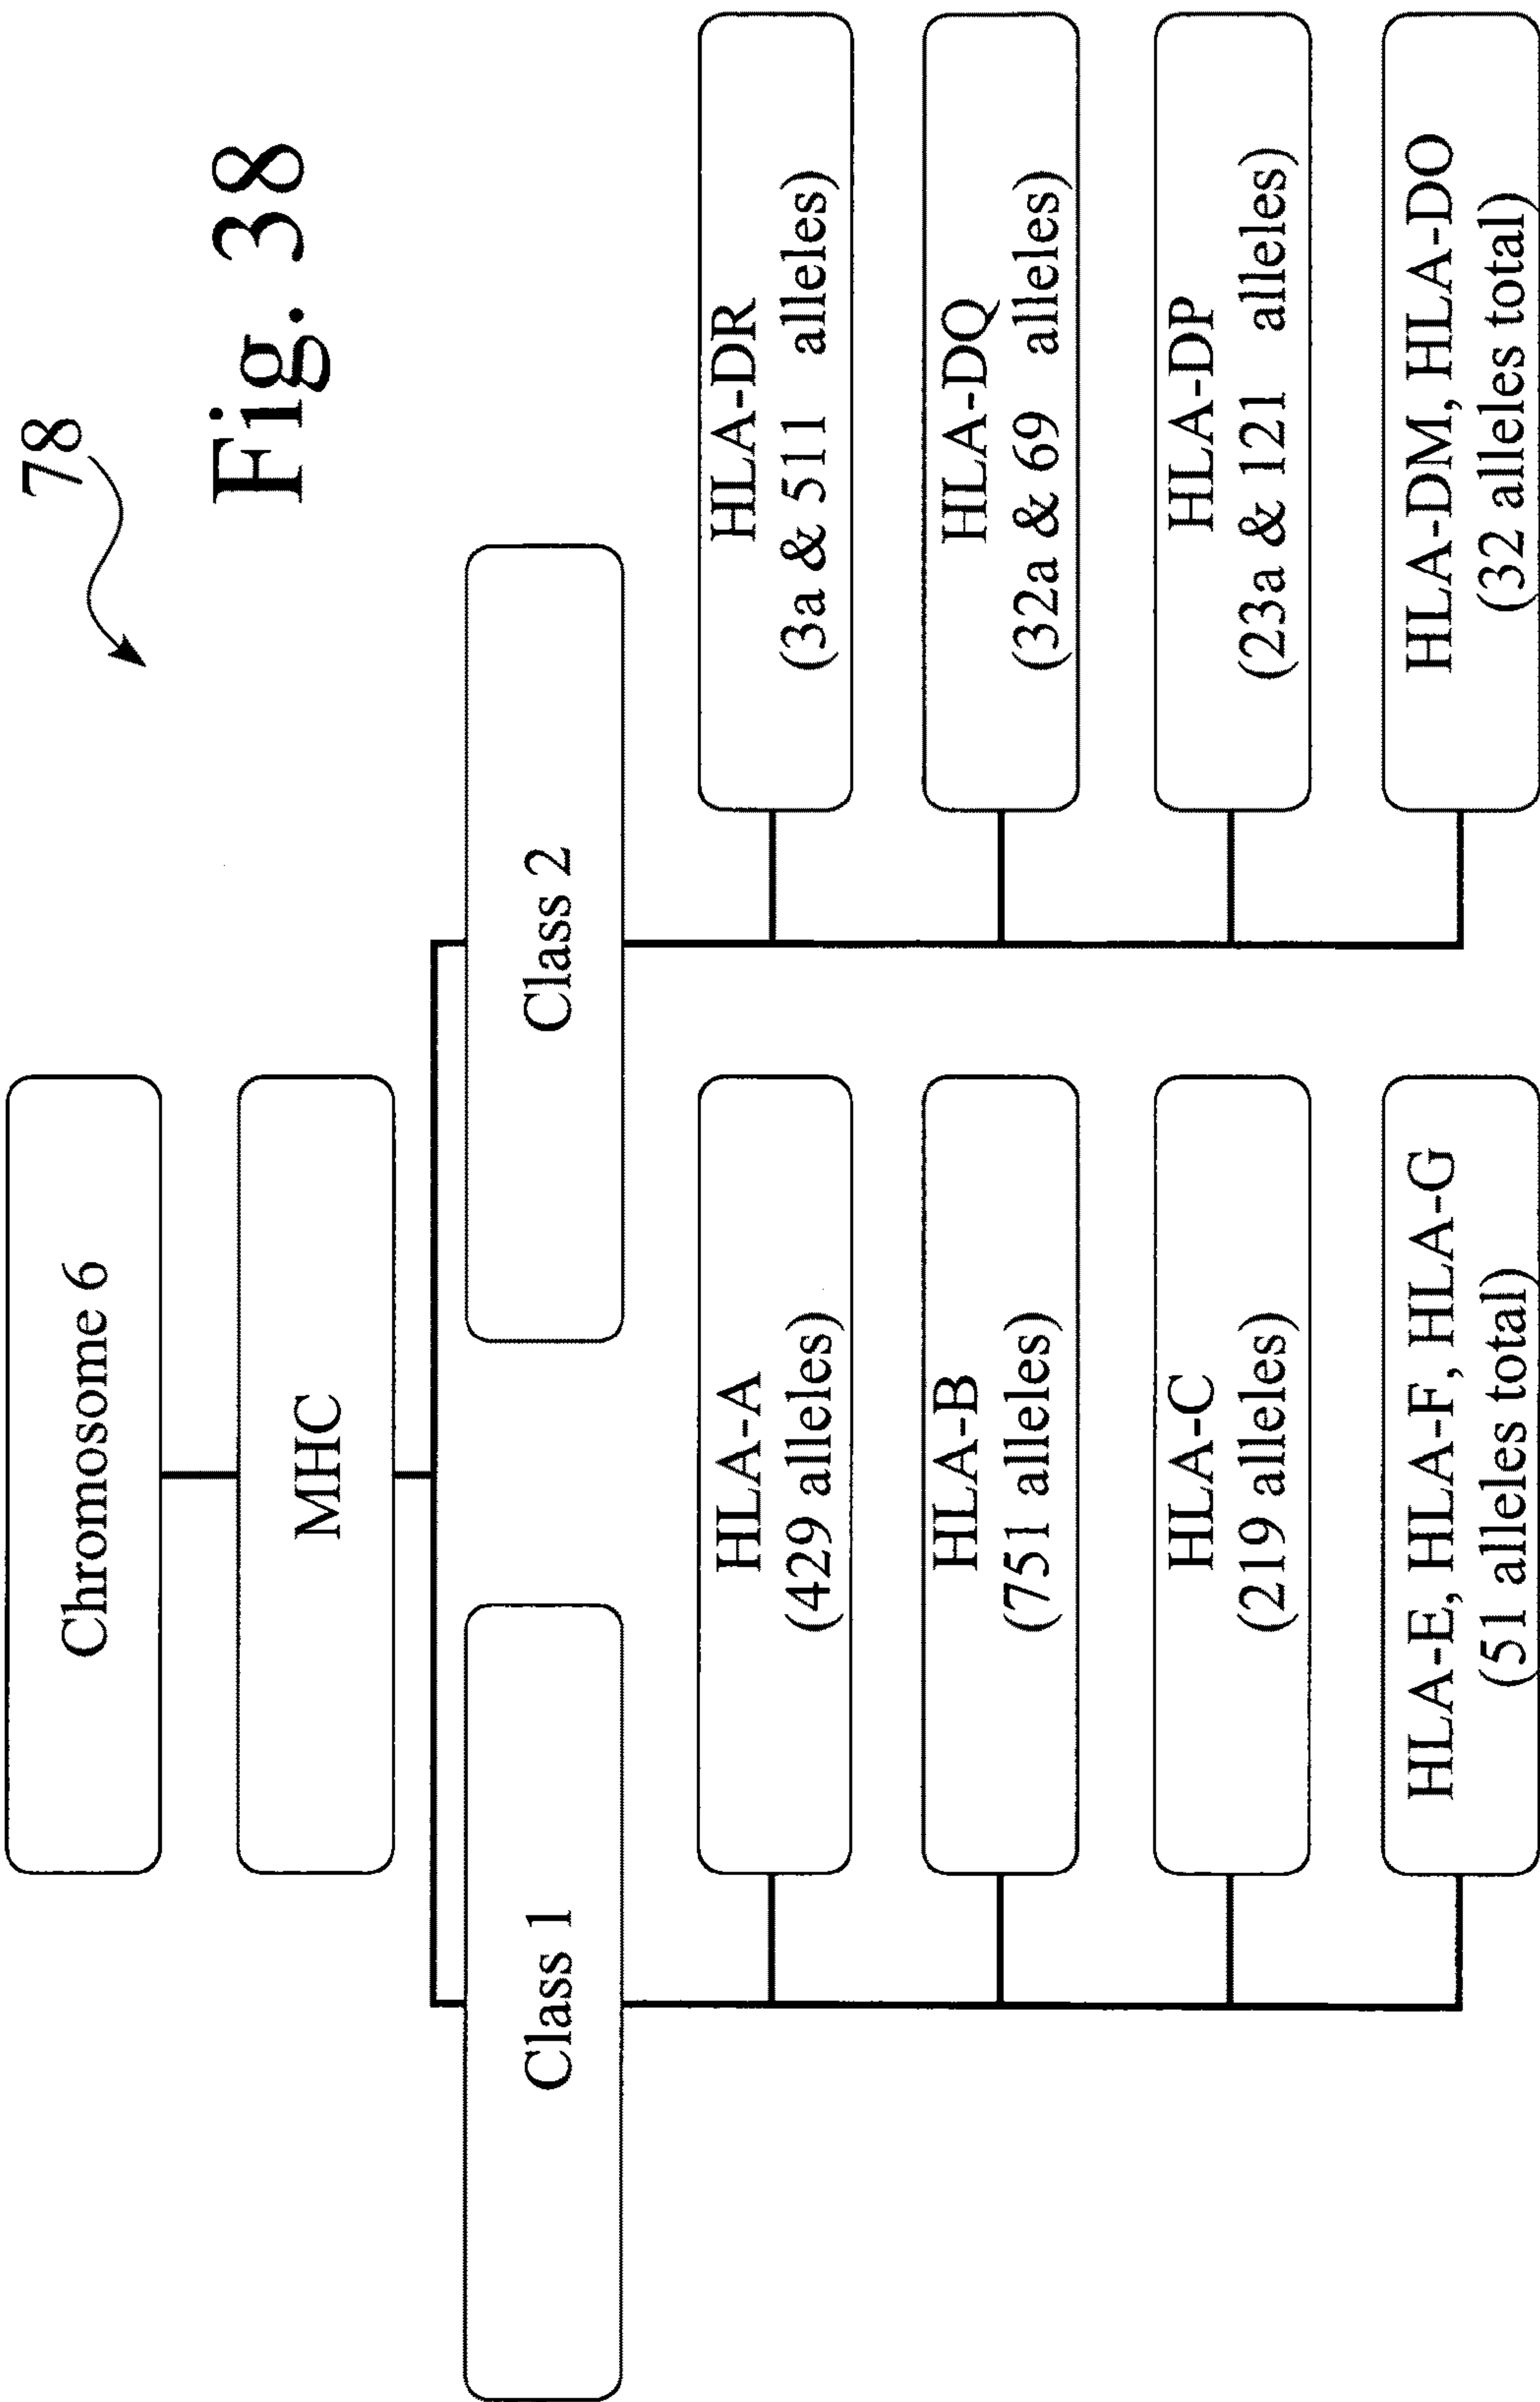 78
Fig. 38
Chromosome 6
MHC
Class 1
Class 2
HLA-A
(429 alleles)
HLA-B
(751 alleles)
HLA-C
(219 alleles)
HLA-E, HLA-F, HLA-G
(51 alleles total)
HLA-DR
(3a & 511 alleles)
HLA-DQ
(32a & 69 alleles)
HLA-DP
(23a & 121 alleles)
HLA-DM, HLA-DO
(32 alleles total)